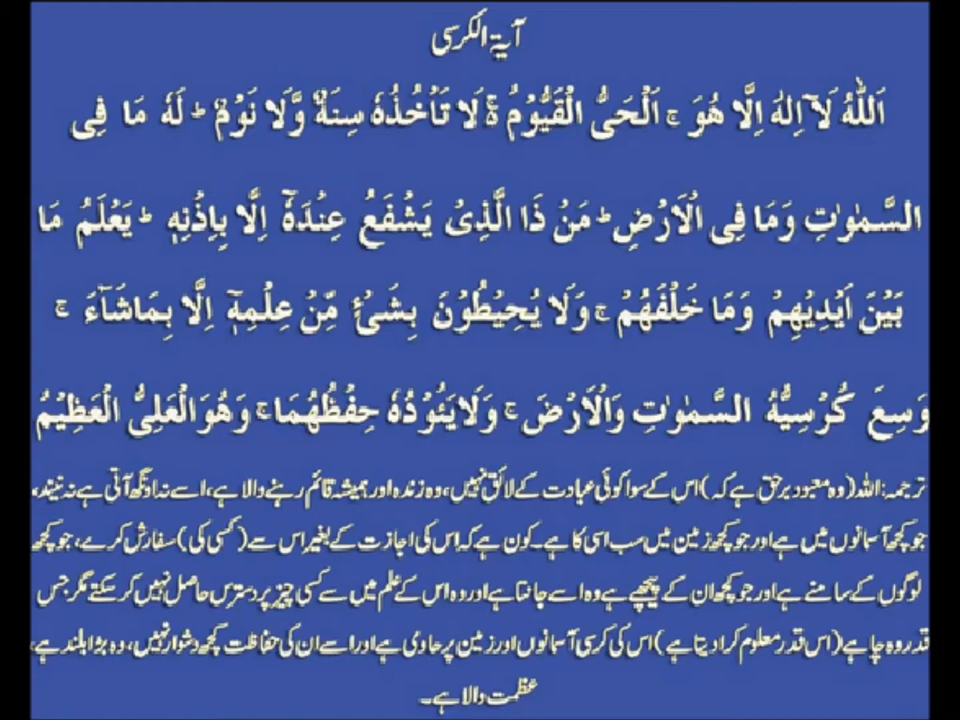 آیۃ الکرسی
اَللّٰهُ لَاۤ اِلٰهَ اِلَّا هُوَ ۚ اَلْحَیُّ الْقَیُّوْمُ ۬ۚ لَا تَاْخُذُهٗ سِنَةٌ وَّلَا نَوْمٌ ؕ لَهٗ مَا فِی
السَّمٰوٰتِ وَمَا فِی الْاَرْضِ ؕ مَنْ ذَا الَّذِیْ یَشْفَعُ عِنْدَهٗۤ اِلَّا بِاِذْنِهٖ ؕ یَعْلَمُ مَا
بَیْنَ اَیْدِیْهِمْ وَمَا خَلْفَهُمْ ۚ وَلَا یُحِیْطُوْنَ بِشَیْءٍ مِّنْ عِلْمِهٖۤ اِلَّا بِمَاشَآءَ ۚ
وَسِعَ كُرْسِیُّهُ السَّمٰوٰتِ وَالْاَرْضَ ۚ وَلَا یَئُوْدُهٗ حِفْظُهُمَا ۚ وَهُوَ الْعَلِیُّ الْعَظِیْمُ
ترجمہ: اللہ (وہ معبود برحق ہے کہ) اس کے سوا کوئی عبادت کے لائق نہیں، وہ زندہ اور ہمیشہ قائم رہنے والا ہے، اسے نہ اونگھ آتی ہے نہ نیند،
جو کچھ آسمانوں میں ہے اور جو کچھ زمین میں سب اسی کا ہے۔ کون ہے کہ اس کی اجازت کے بغیر اس سے (کسی کی) سفارش کرے، جو کچھ
لوگوں کے سامنے ہے اور جو کچھ ان کے پیچھے ہے وہ اسے جانتا ہے اور وہ اس کے علم میں سے کسی چیز پر دسترس حاصل نہیں کر سکتے مگر جس
قدر وہ چاہے (اس قدر معلوم کرا دیتا ہے) اس کی کرسی آسمانوں اور زمین پر حاوی ہے اور اسے ان کی حفاظت کچھ دشوار نہیں، وہ بڑا بلند ہے،
عظمت والا ہے۔